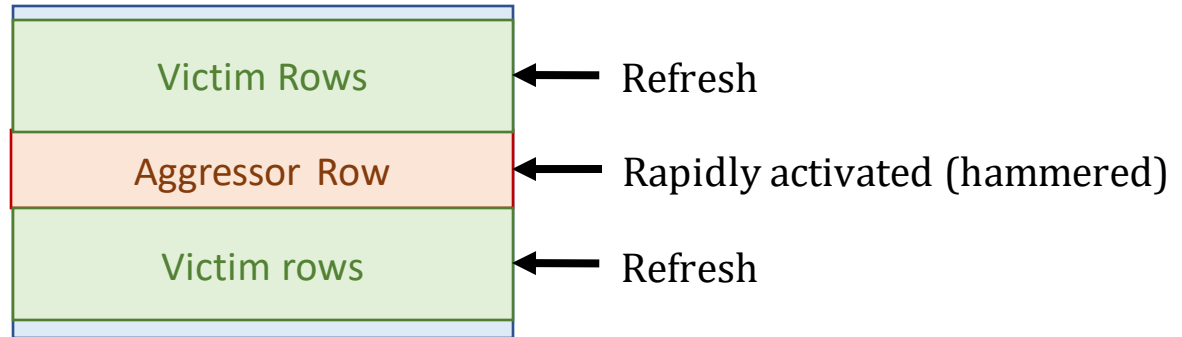 Victim Rows
Refresh
Aggressor Row
Rapidly activated (hammered)
Victim rows
Refresh